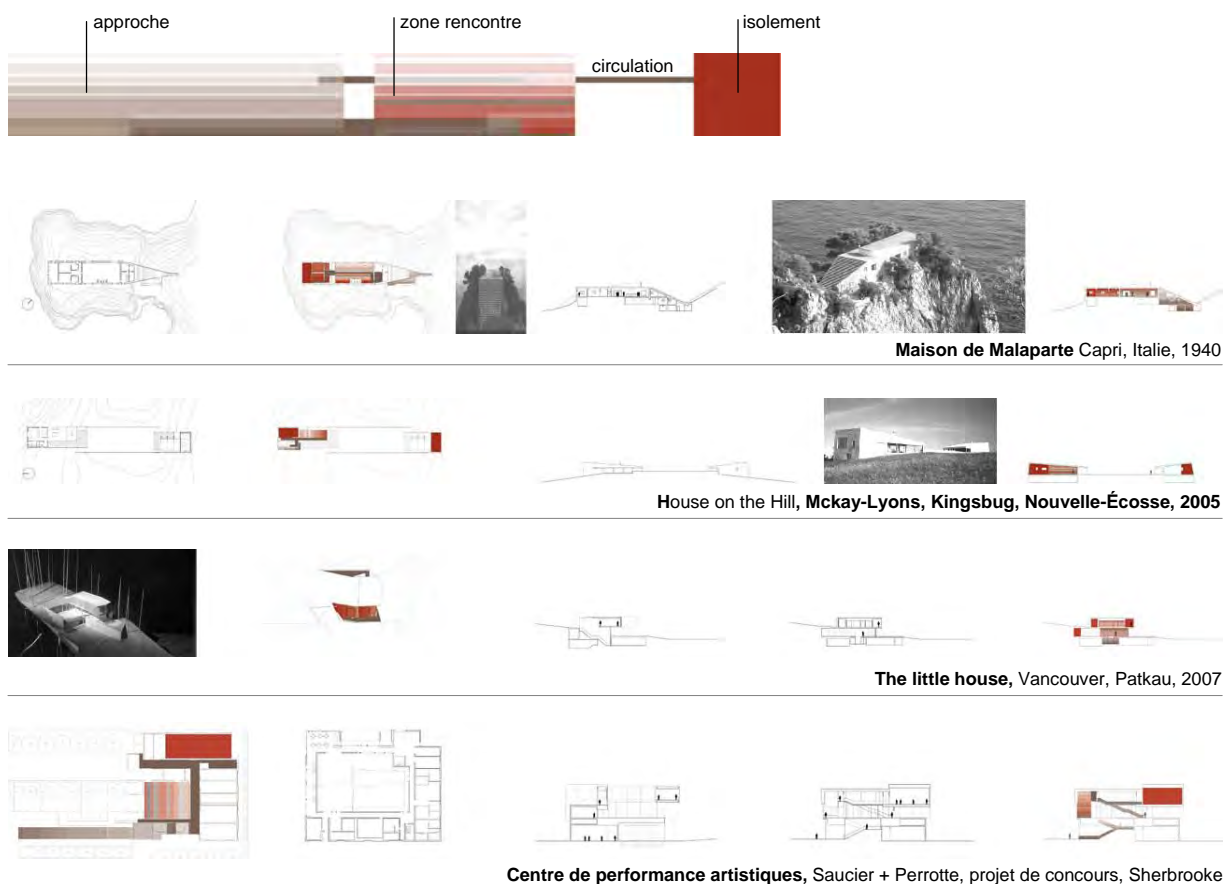 approche
zone rencontre
isolement
circulation
Maison de Malaparte Capri, Italie, 1940
House on the Hill, Mckay-Lyons, Kingsbug, Nouvelle-Écosse, 2005
The little house, Vancouver, Patkau, 2007
Centre de performance artistiques, Saucier + Perrotte, projet de concours, Sherbrooke